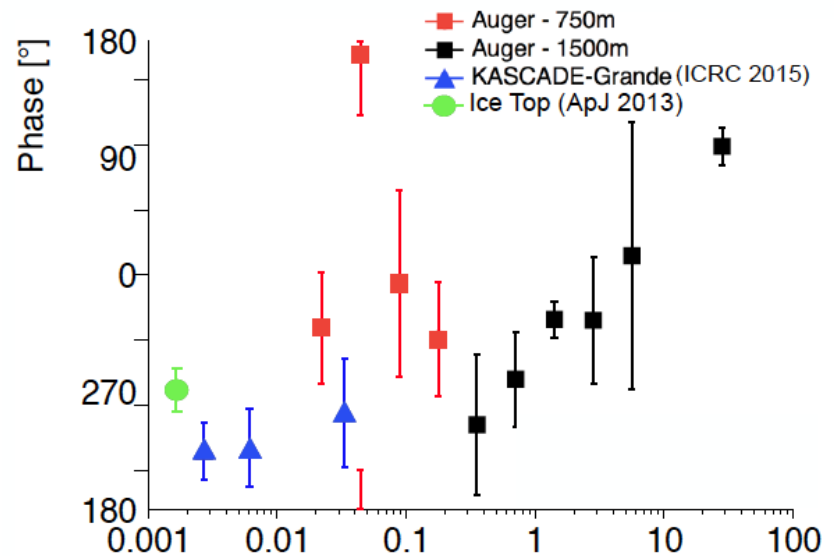 Auger - 750m
Auger - 1500m
KASCADE-Grande (ICRC 2015)
Ice Top (ApJ 2013)
Phase [°]
180
90
0
270
180
0.001 0.01 0.1 1 10 100